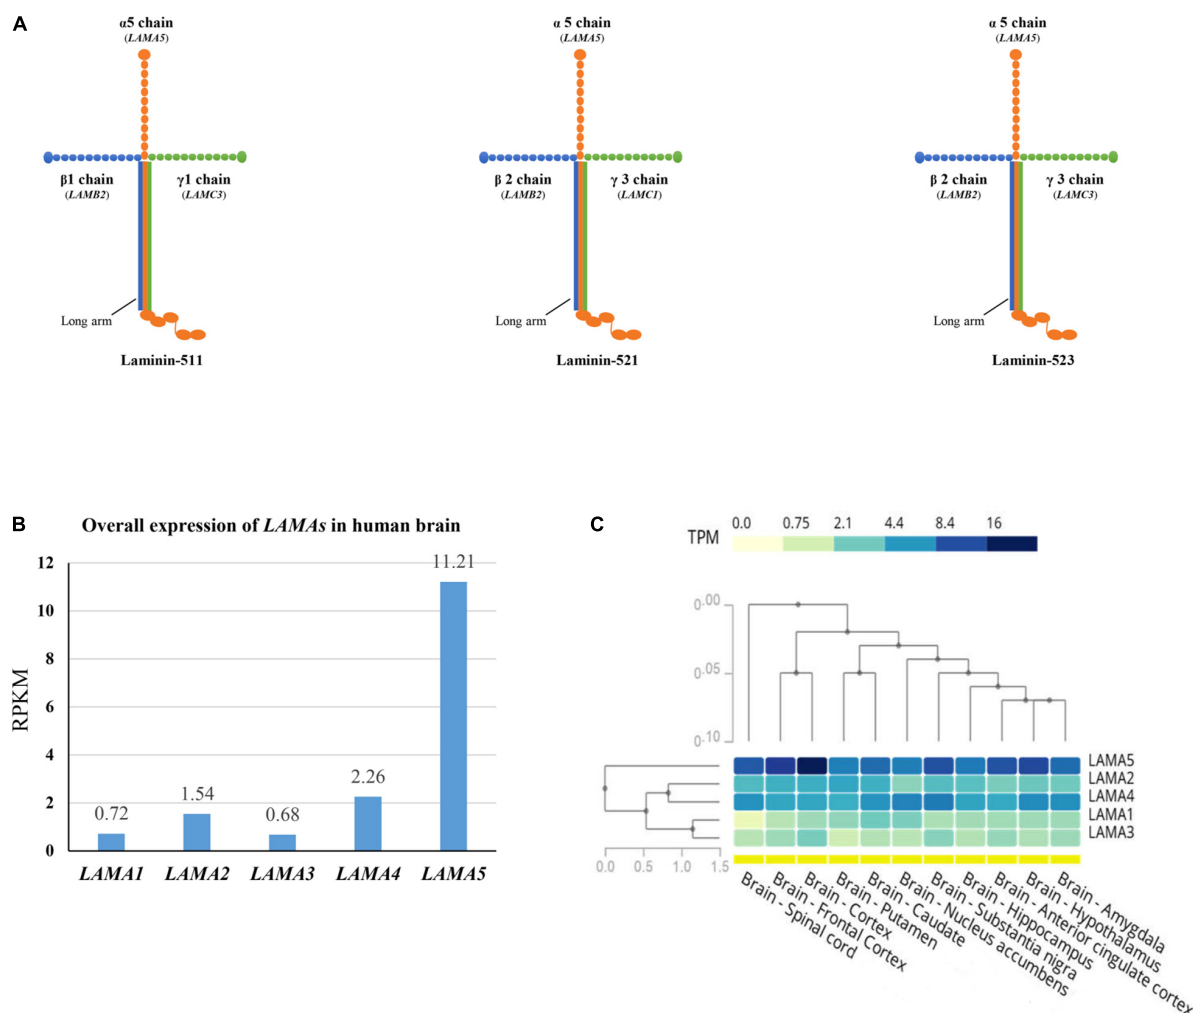 A
α5 chain
(LAMA5)
β1 chain
(LAMB2)
γ1 chain
(LAMC3)
Long arm
Laminin-511
α 5 chain
(LAMA5)
β 2 chain
(LAMB2)
γ 3 chain
(LAMC1)
Long arm
Laminin-521
α 5 chain
(LAMA5)
β 2 chain
(LAMB2)
γ 3 chain
(LAMC3)
Long arm
Laminin-523
B
Overall expression of LAMAs in human brain
RPKM
12
10
8
6
4
2
0
0.72
1.54
0.68
2.26
11.21
LAMA1
LAMA2
LAMA3
LAMA4
LAMA5
C
TPM
0.0
0.75
2.1
4.4
8.4
16
0.00
0.05
0.10
LAMA5
LAMA2
LAMA4
LAMA1
LAMA3
0.0
0.5
1.0
1.5
Brain - Spinal cord
Brain - Frontal Cortex
Brain - Cortex
Brain - Putamen
Brain - Caudate
Brain - Nucleus accumbens
Brain - Substantia nigra
Brain - Hippocampus
Brain - Anterior cingulate cortex
Brain - Hypothalamus
Brain - Amygdala